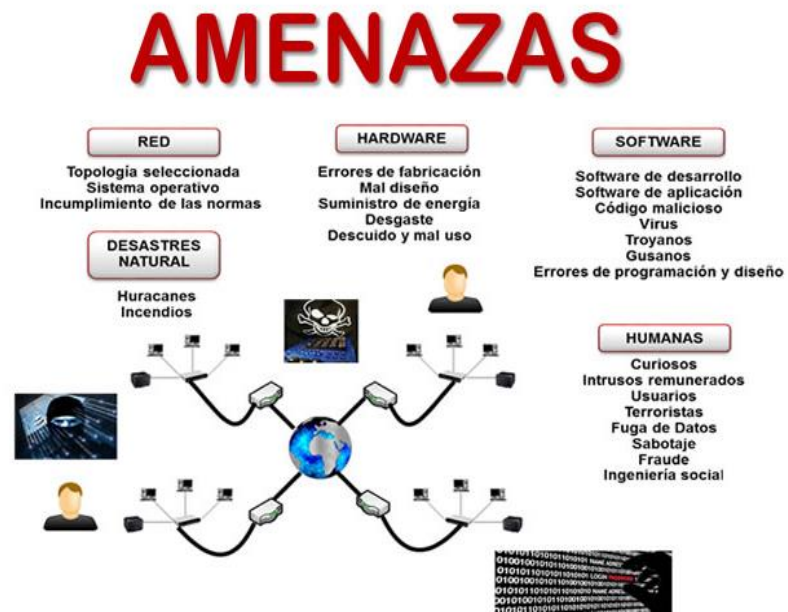 AMENAZAS
RED
Topología seleccionada
Sistema operativo
Incumplimiento de las normas
HARDWARE
Errores de fabricación
Mal diseño
Suministro de energía
Desgaste
Descuido y mal uso
SOFTWARE
Software de desarrollo
Software de aplicación
Código malicioso
Virus
Troyanos
Gusanos
Errores de programación y diseño
DESASTRES
NATURAL
Huracanes
Incendios
HUMANAS
Curiosos
Intrusos remunerados
Usuarios
Terroristas
Fuga de Datos
Sabotaje
Fraude
Ingeniería social